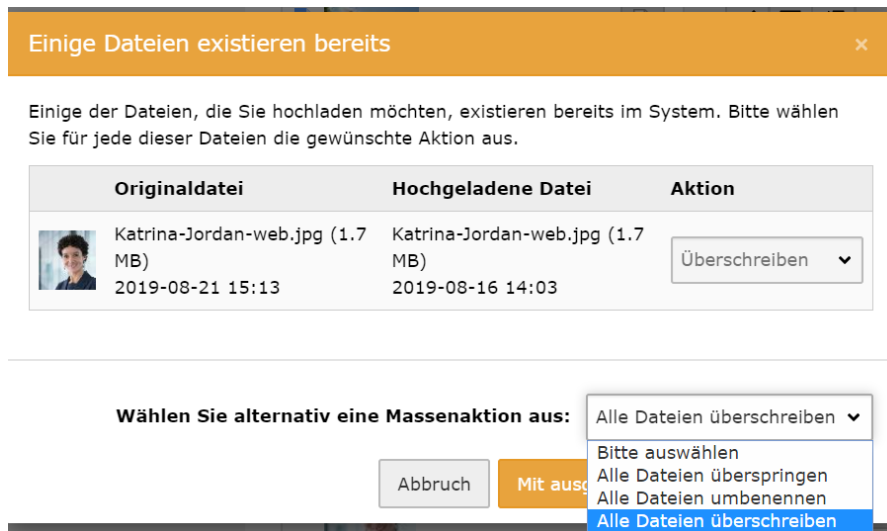 Einige Dateien existieren bereits ×
Einige der Dateien, die Sie hochladen möchten, existieren bereits im System. Bitte wählen
Sie für jede dieser Dateien die gewünschte Aktion aus.
Originaldatei Hochgeladene Datei Aktion
Katrina-Jordan-web.jpg (1.7
MB)
2019-08-21 15:13
Katrina-Jordan-web.jpg (1.7
MB)
2019-08-16 14:03
Überschreiben
Wählen Sie alternativ eine Massenaktion aus: Alle Dateien überschreiben
Bitte auswählen
Alle Dateien überspringen
Alle Dateien umbenennen
Alle Dateien überschreiben
Abbruch Mit